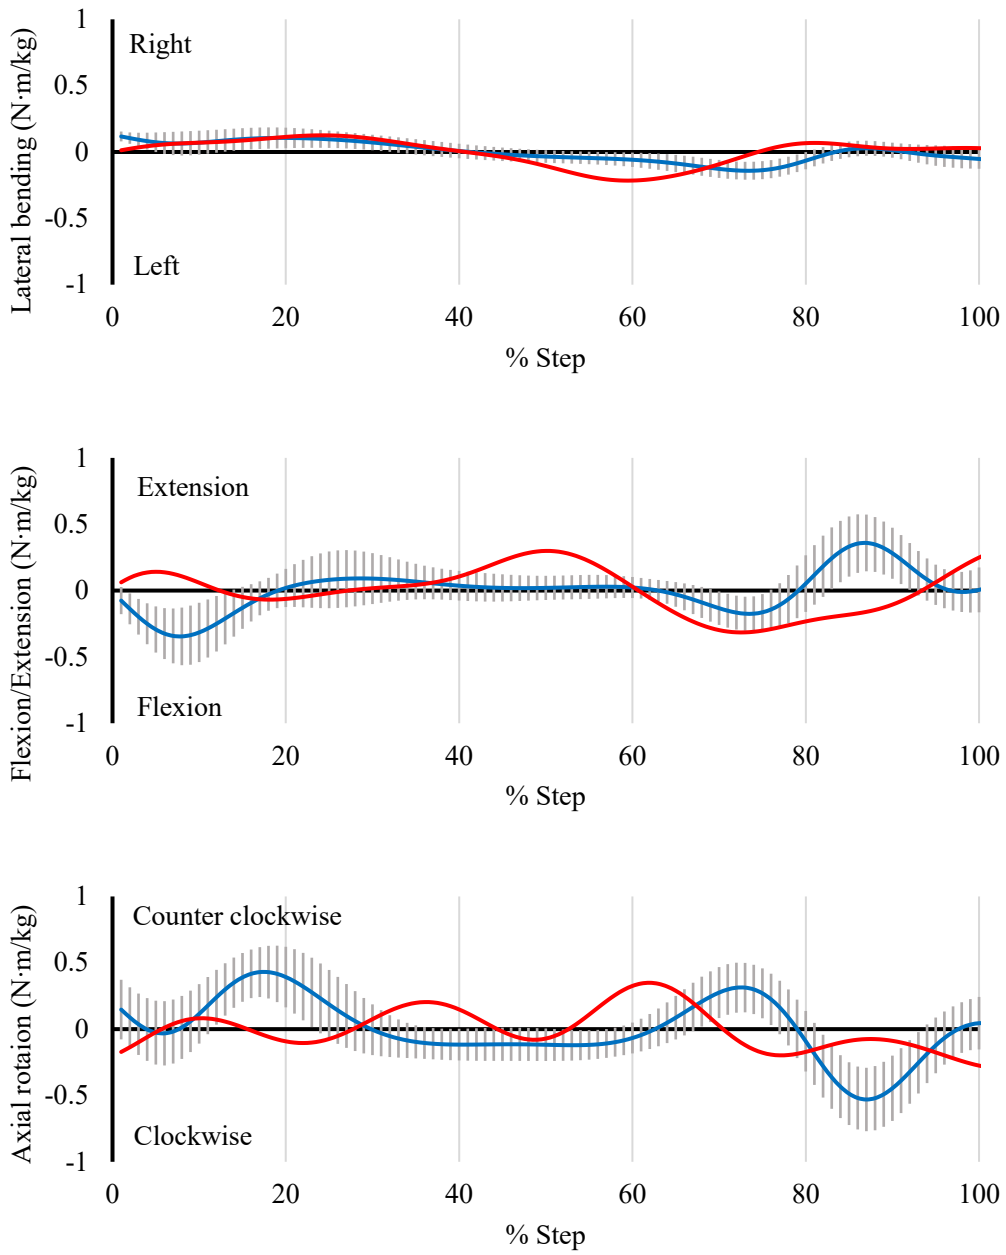 Lateral bending (N·m/kg)
1
0.5
0
-0.5
-1
Right
Left
0 20 40 60 80 100
% Step
Flexion/Extension (N·m/kg)
1
0.5
0
-0.5
-1
Extension
Flexion
0 20 40 60 80 100
% Step
Axial rotaion (N·m/kg)
1
0.5
0
-0.5
-1
Counter clockwise
Clockwise
0 20 40 60 80 100
% Step